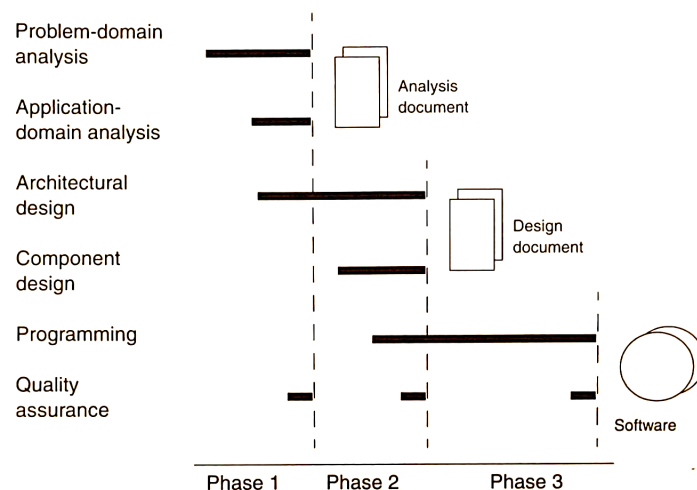 Problem-domain
analysis
Analysis
document
Application-
domain analysis
Architectural
design
Design
document
Component
design
Programming
Quality
assurance
Software
Phase 1
Phase 2
Phase 3